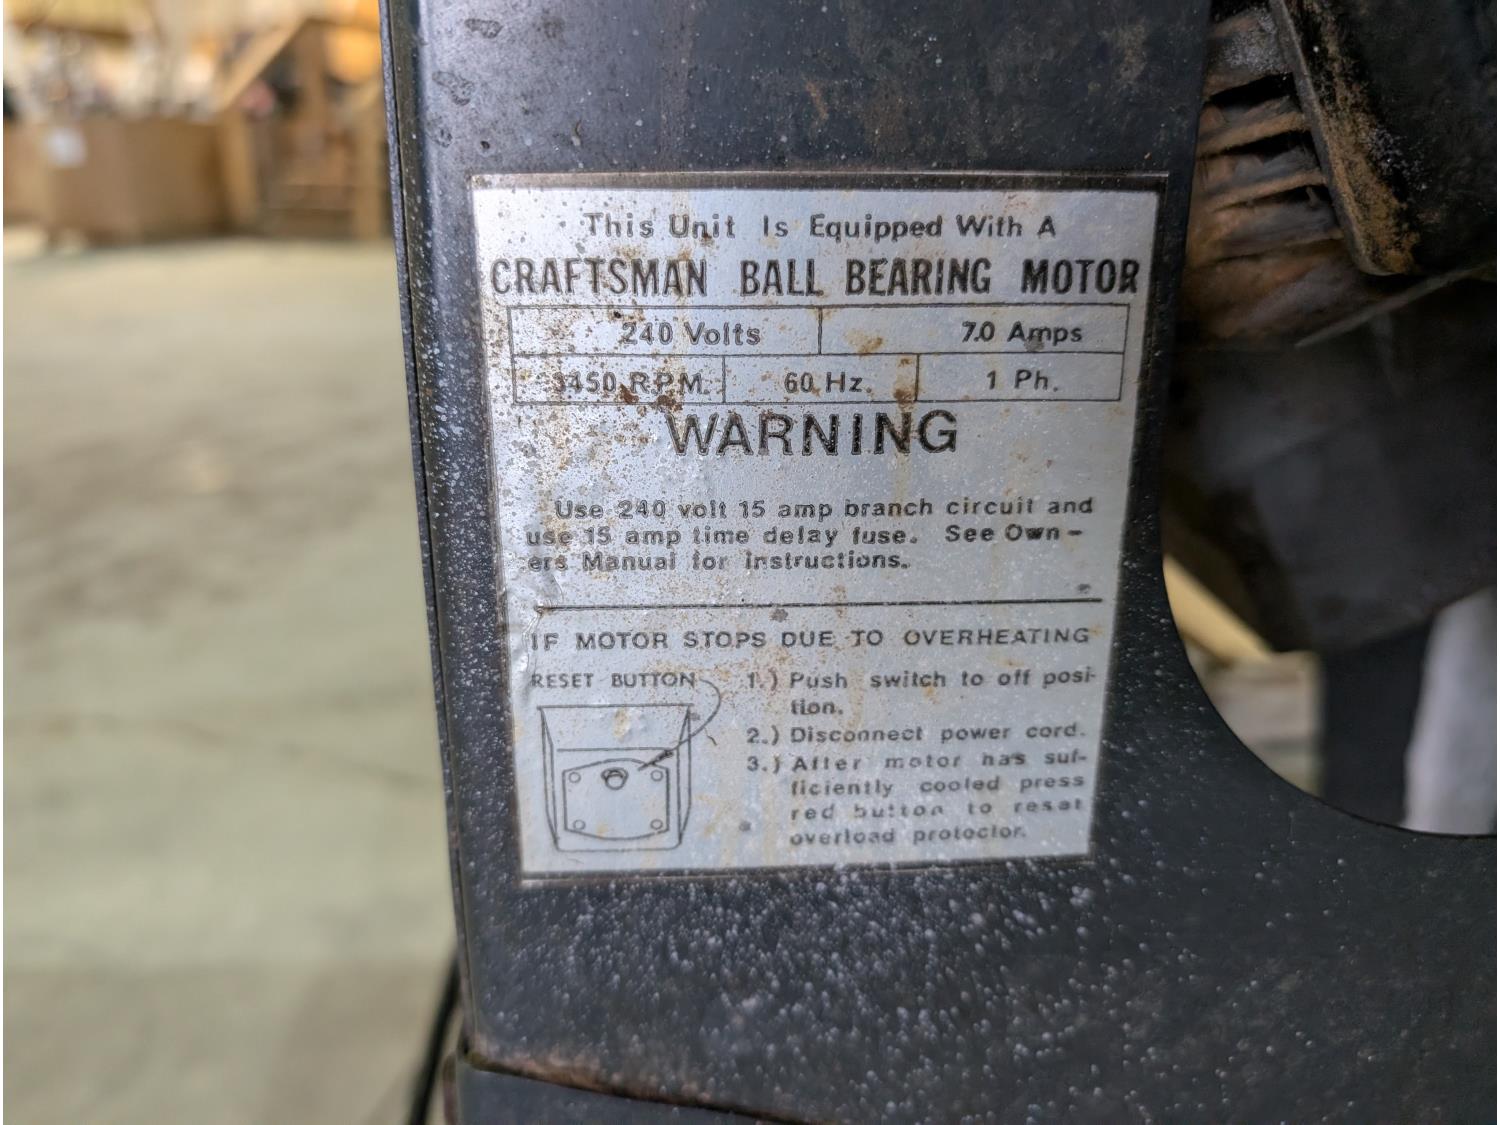 This Unit Is Equipped With A
CRAFTSMAN BALL BEARING MOTOR
240 Volts 7.0 Amps
3450 R.P.M. 60 Hz. 1 Ph.
WARNING
Use 240 volt 15 amp branch circuit and
use 15 amp time delay fuse. See Own-
ers Manual for instructions.
IF MOTOR STOPS DUE TO OVERHEATING
RESET BUTTON
1.) Push switch to off posi-
tion.
2.) Disconnect power cord.
3.) After motor has suf-
ficiently cooled press
red button to reset
overload protector.